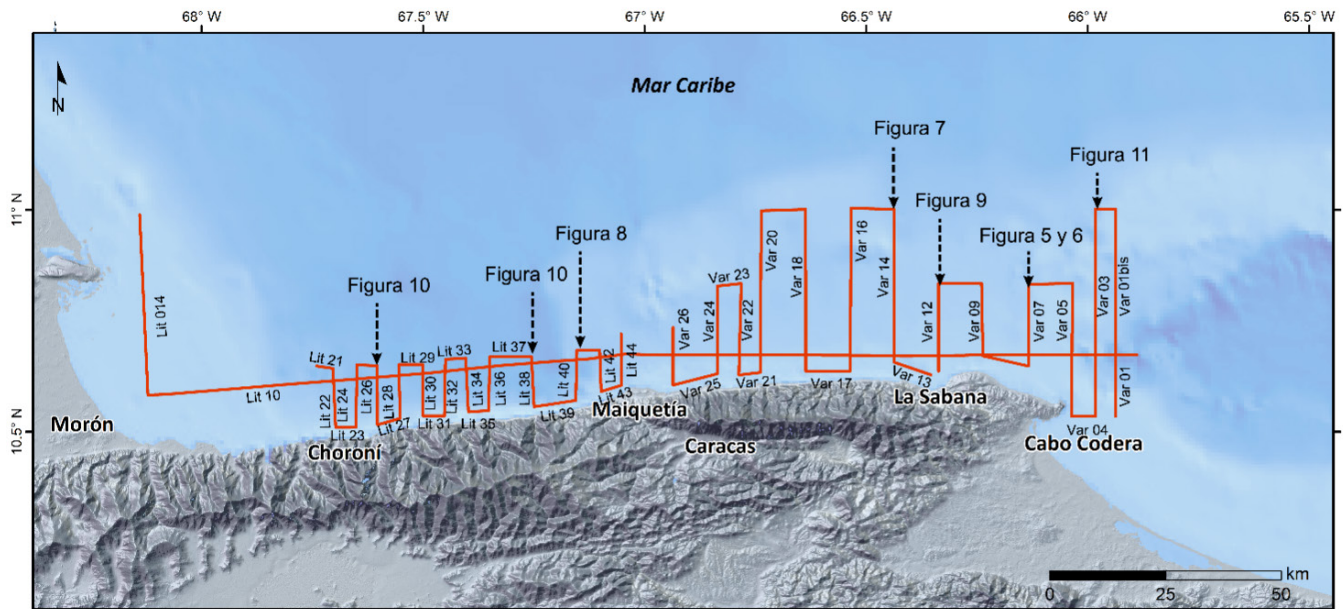 68° W
67.5° W
67° W
66.5° W
66° W
65.5° W
N
Mar Caribe
Figura 7
Figura 11
11° N
Figura 9
Figura 8
Figura 5 y 6
Figura 10
Figura 10
Lit 014
Lit 21
Lit 10
Lit 22
Lit 24
Lit 23
Lit 26
Lit 28
Lit 27
Lit 29
Lit 30
Lit 31
Lit 32
Lit 33
Lit 34
Lit 35
Lit 36
Lit 37
Lit 38
Lit 39
Lit 40
Lit 42
Lit 43
Lit 44
Var 26
Var 25
Var 24
Var 23
Var 22
Var 21
Var 20
Var 18
Var 17
Var 16
Var 14
Var 13
Var 12
Var 09
Var 07
Var 05
Var 04
Var 03
Var 01bls
Var 01
10.5° N
Morón
Choroní
Maiquetía
Caracas
La Sabana
Cabo Codera
km
0
25
50